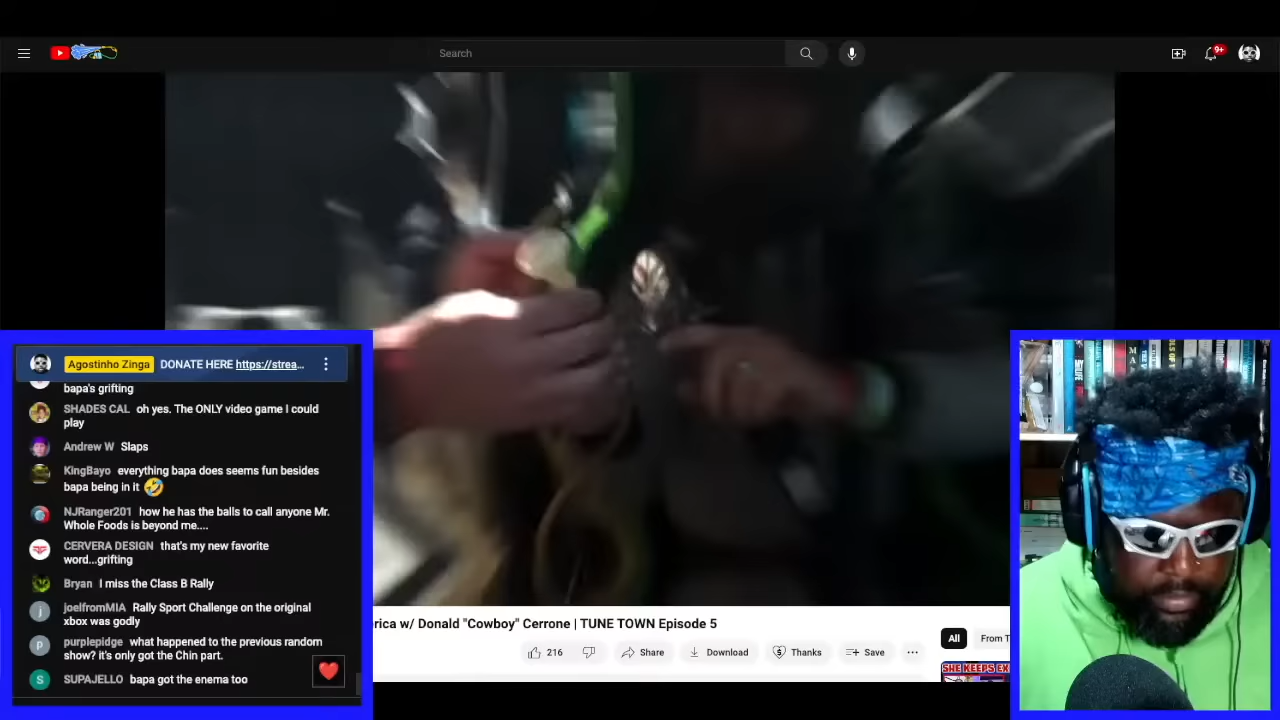 Search
9+
Agostinho Zinga DONATE HERE https://strea...
bapa's grifting
SHADES CAL oh yes. The ONLY video game I could
play
Andrew W Slaps
KingBayo everything bapa does seems fun besides
bapa being in it 🤣
NJRanger201 how he has the balls to call anyone Mr.
Whole Foods is beyond me....
CERVERA DESIGN that's my new favorite
word...grifting
Bryan I miss the Class B Rally
j joelfromMIA Rally Sport Challenge on the original
xbox was godly
P purplepidge what happened to the previous random
show? it's only got the Chin part.
S SUPAJELLO bapa got the enema too
rica w/ Donald "Cowboy" Cerrone | TUNE TOWN Episode 5
216 Share Download Thanks Save ...
All From T
SHE KEEPS EX